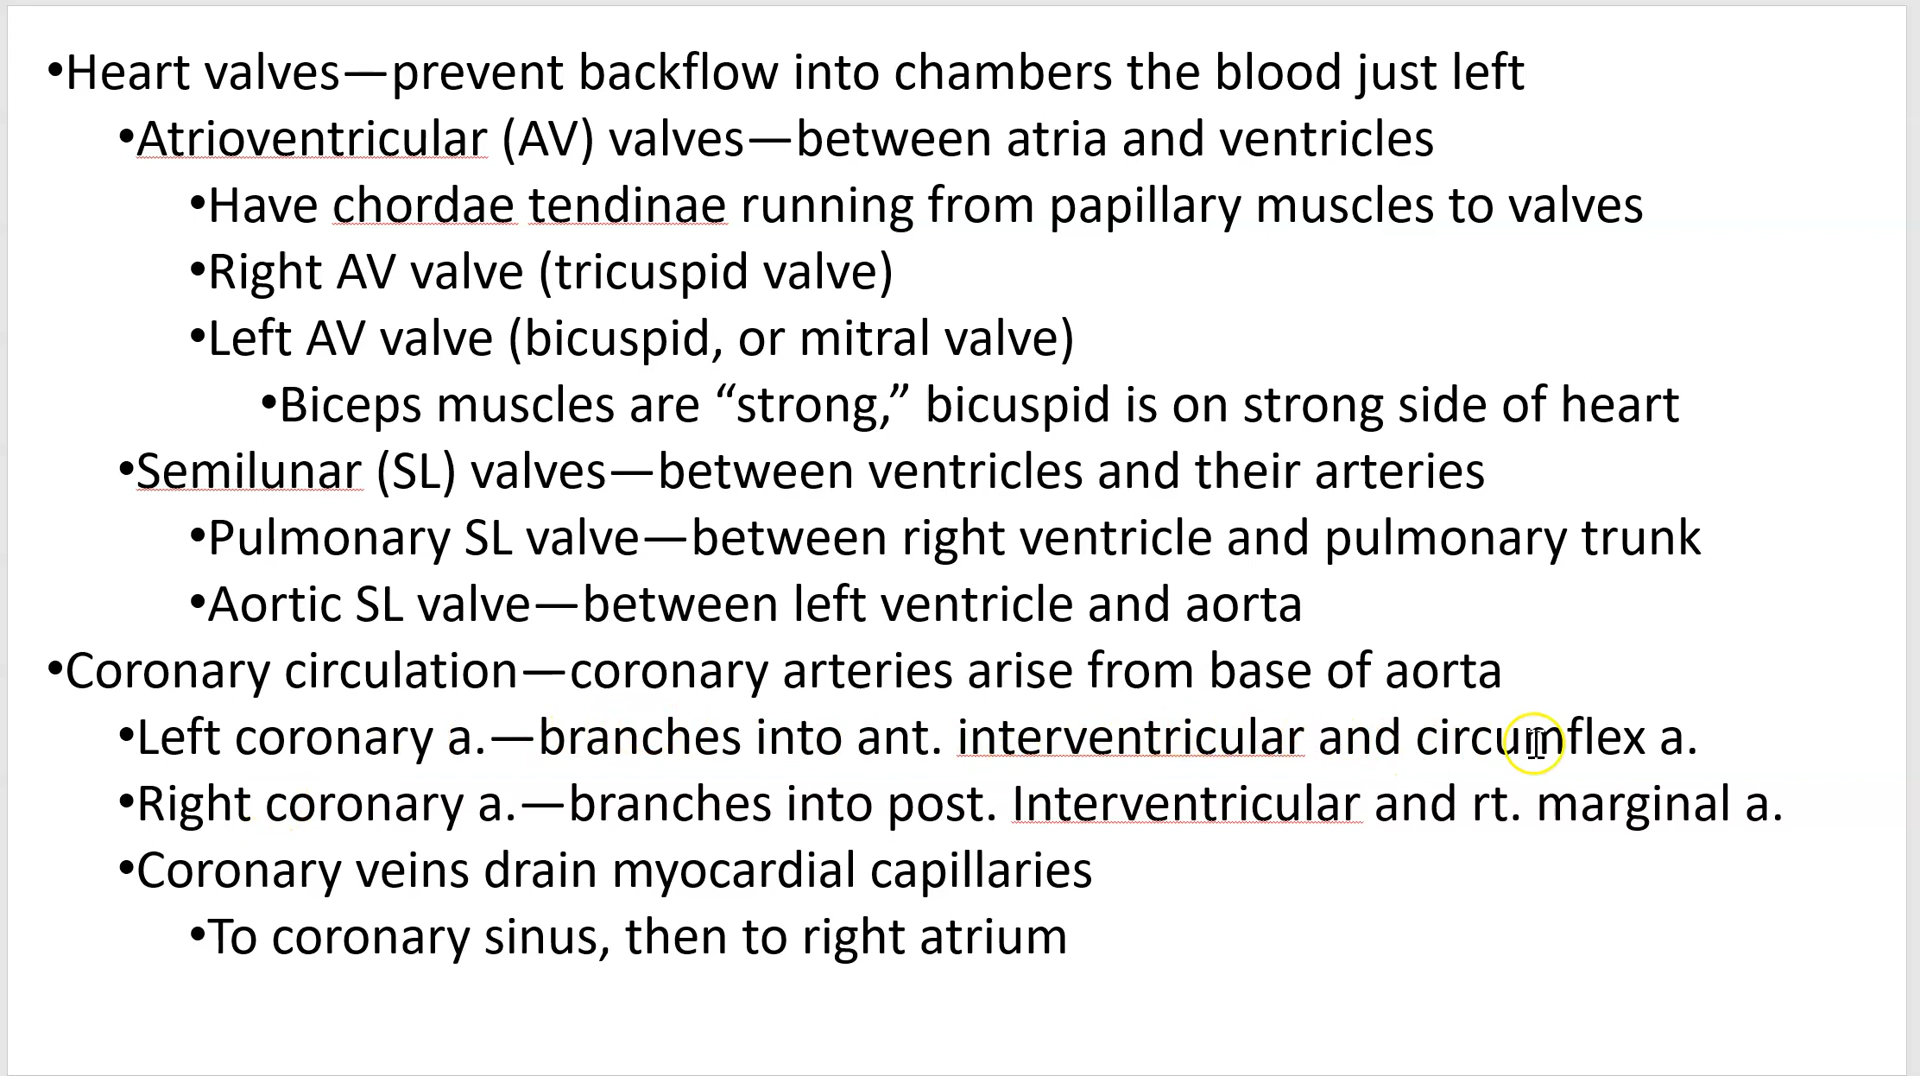 •Heart valves—prevent backflow into chambers the blood just left
•Atrioventricular (AV) valves—between atria and ventricles
•Have chordae tendinae running from papillary muscles to valves
•Right AV valve (tricuspid valve)
•Left AV valve (bicuspid, or mitral valve)
•Biceps muscles are “strong,” bicuspid is on strong side of heart
•Semilunar (SL) valves—between ventricles and their arteries
•Pulmonary SL valve—between right ventricle and pulmonary trunk
•Aortic SL valve—between left ventricle and aorta
•Coronary circulation—coronary arteries arise from base of aorta
•Left coronary a.—branches into ant. interventricular and circumflex a.
•Right coronary a.—branches into post. Interventricular and rt. marginal a.
•Coronary veins drain myocardial capillaries
•To coronary sinus, then to right atrium